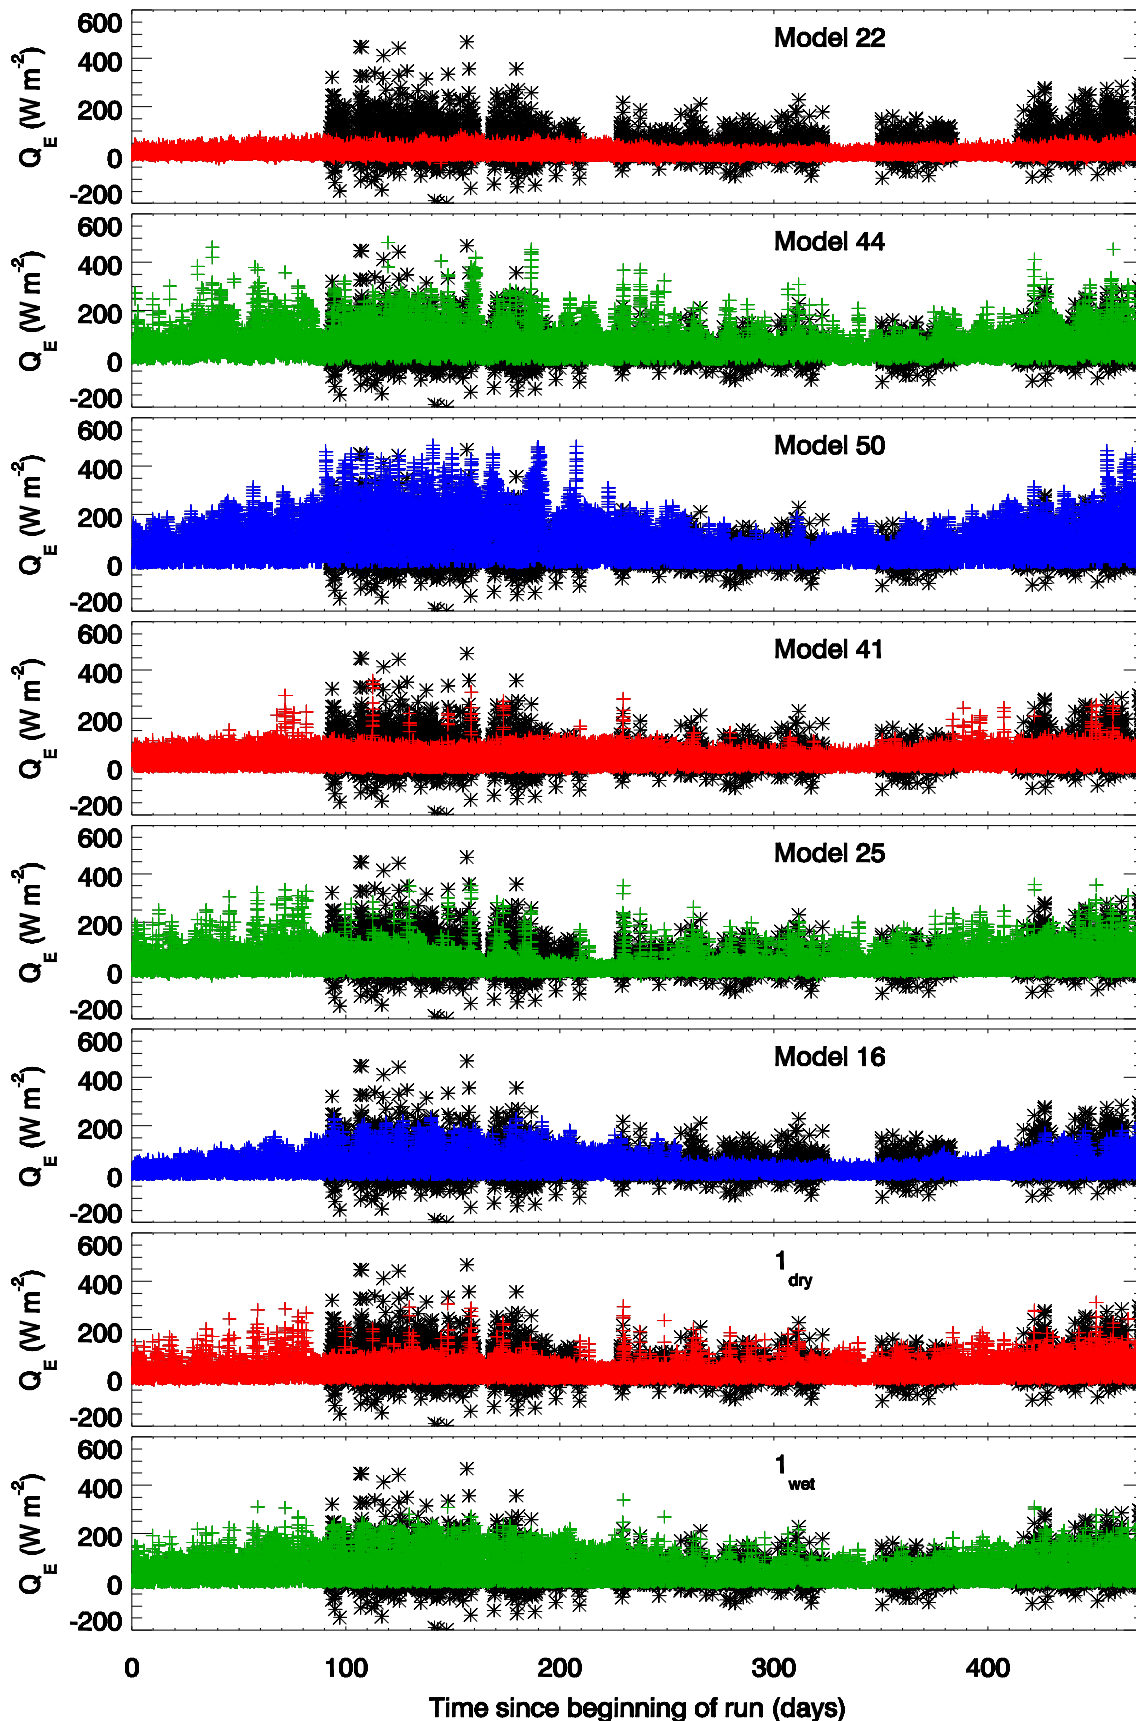 600
Model 22
400
200
0
-200
Q_E (W m^-2)
600
Model 44
400
200
0
-200
Q_E (W m^-2)
600
Model 50
400
200
0
-200
Q_E (W m^-2)
600
Model 41
400
200
0
-200
Q_E (W m^-2)
600
Model 25
400
200
0
-200
Q_E (W m^-2)
600
Model 16
400
200
0
-200
Q_E (W m^-2)
600
1_dry
400
200
0
-200
Q_E (W m^-2)
600
1_wet
400
200
0
-200
Q_E (W m^-2)
0 100 200 300 400
Time since beginning of run (days)